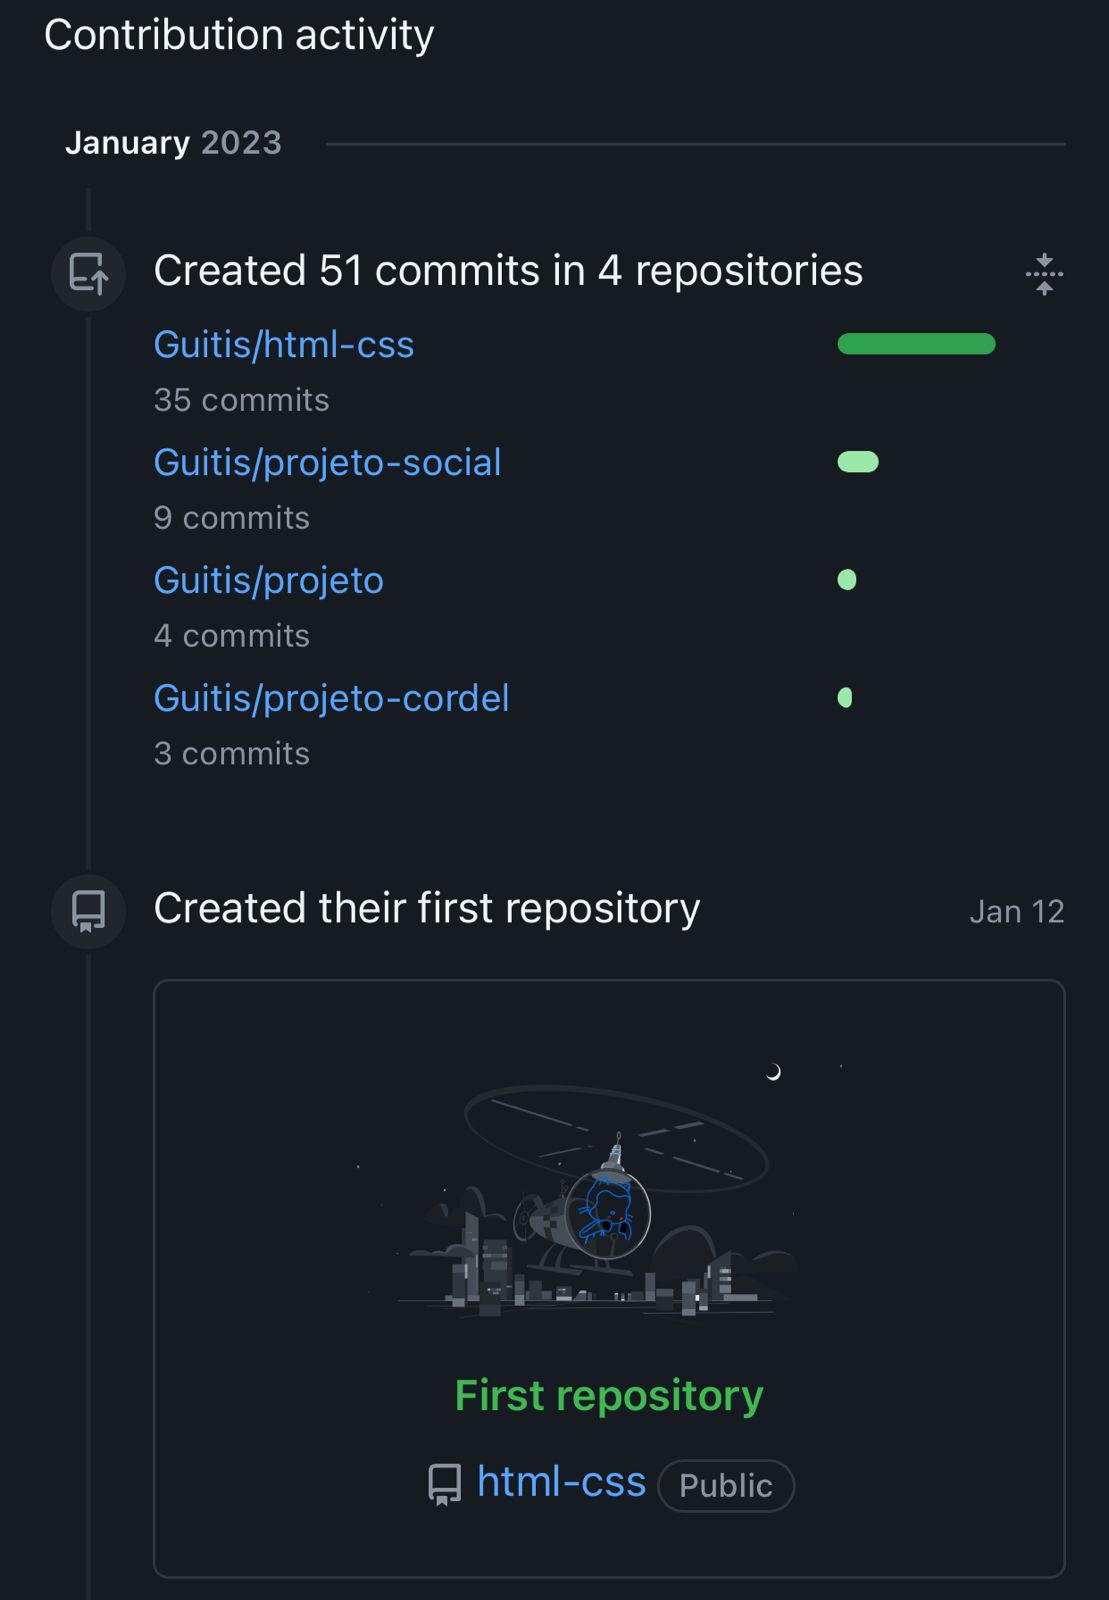 Contribution activity
January 2023
Created 51 commits in 4 repositories
Guitis/html-css
35 commits
Guitis/projeto-social
9 commits
Guitis/projeto
4 commits
Guitis/projeto-cordel
3 commits
Created their first repository Jan 12
First repository
html-css Public